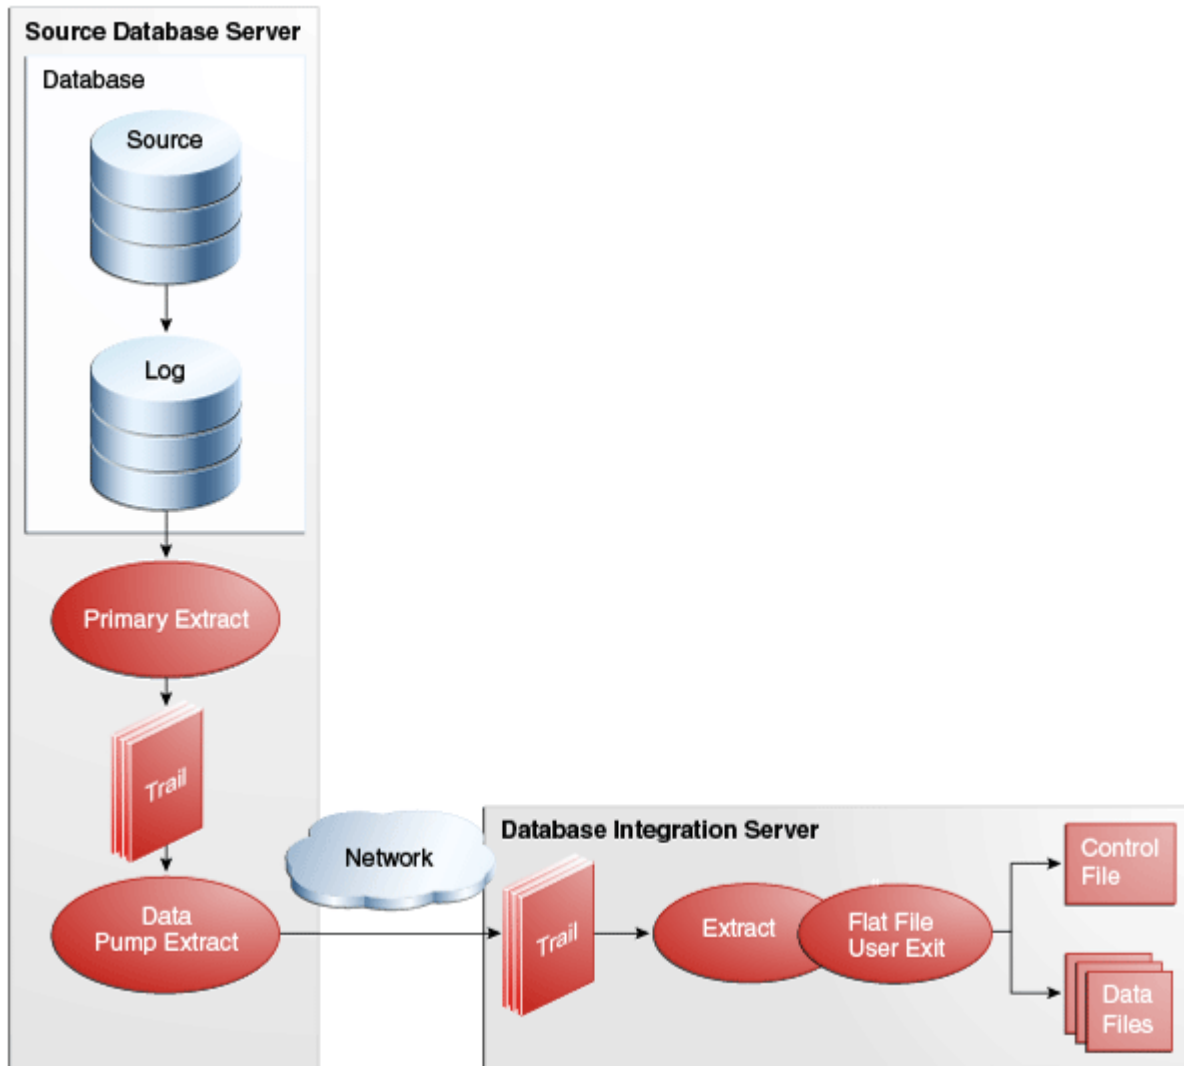 Source Database Server
Database
Source
Log
Primary Extract
Trail
Data
Pump Extract
Network
Database Integration Server
Trail
Extract
Flat File
User Exit
Control
File
Data
Files